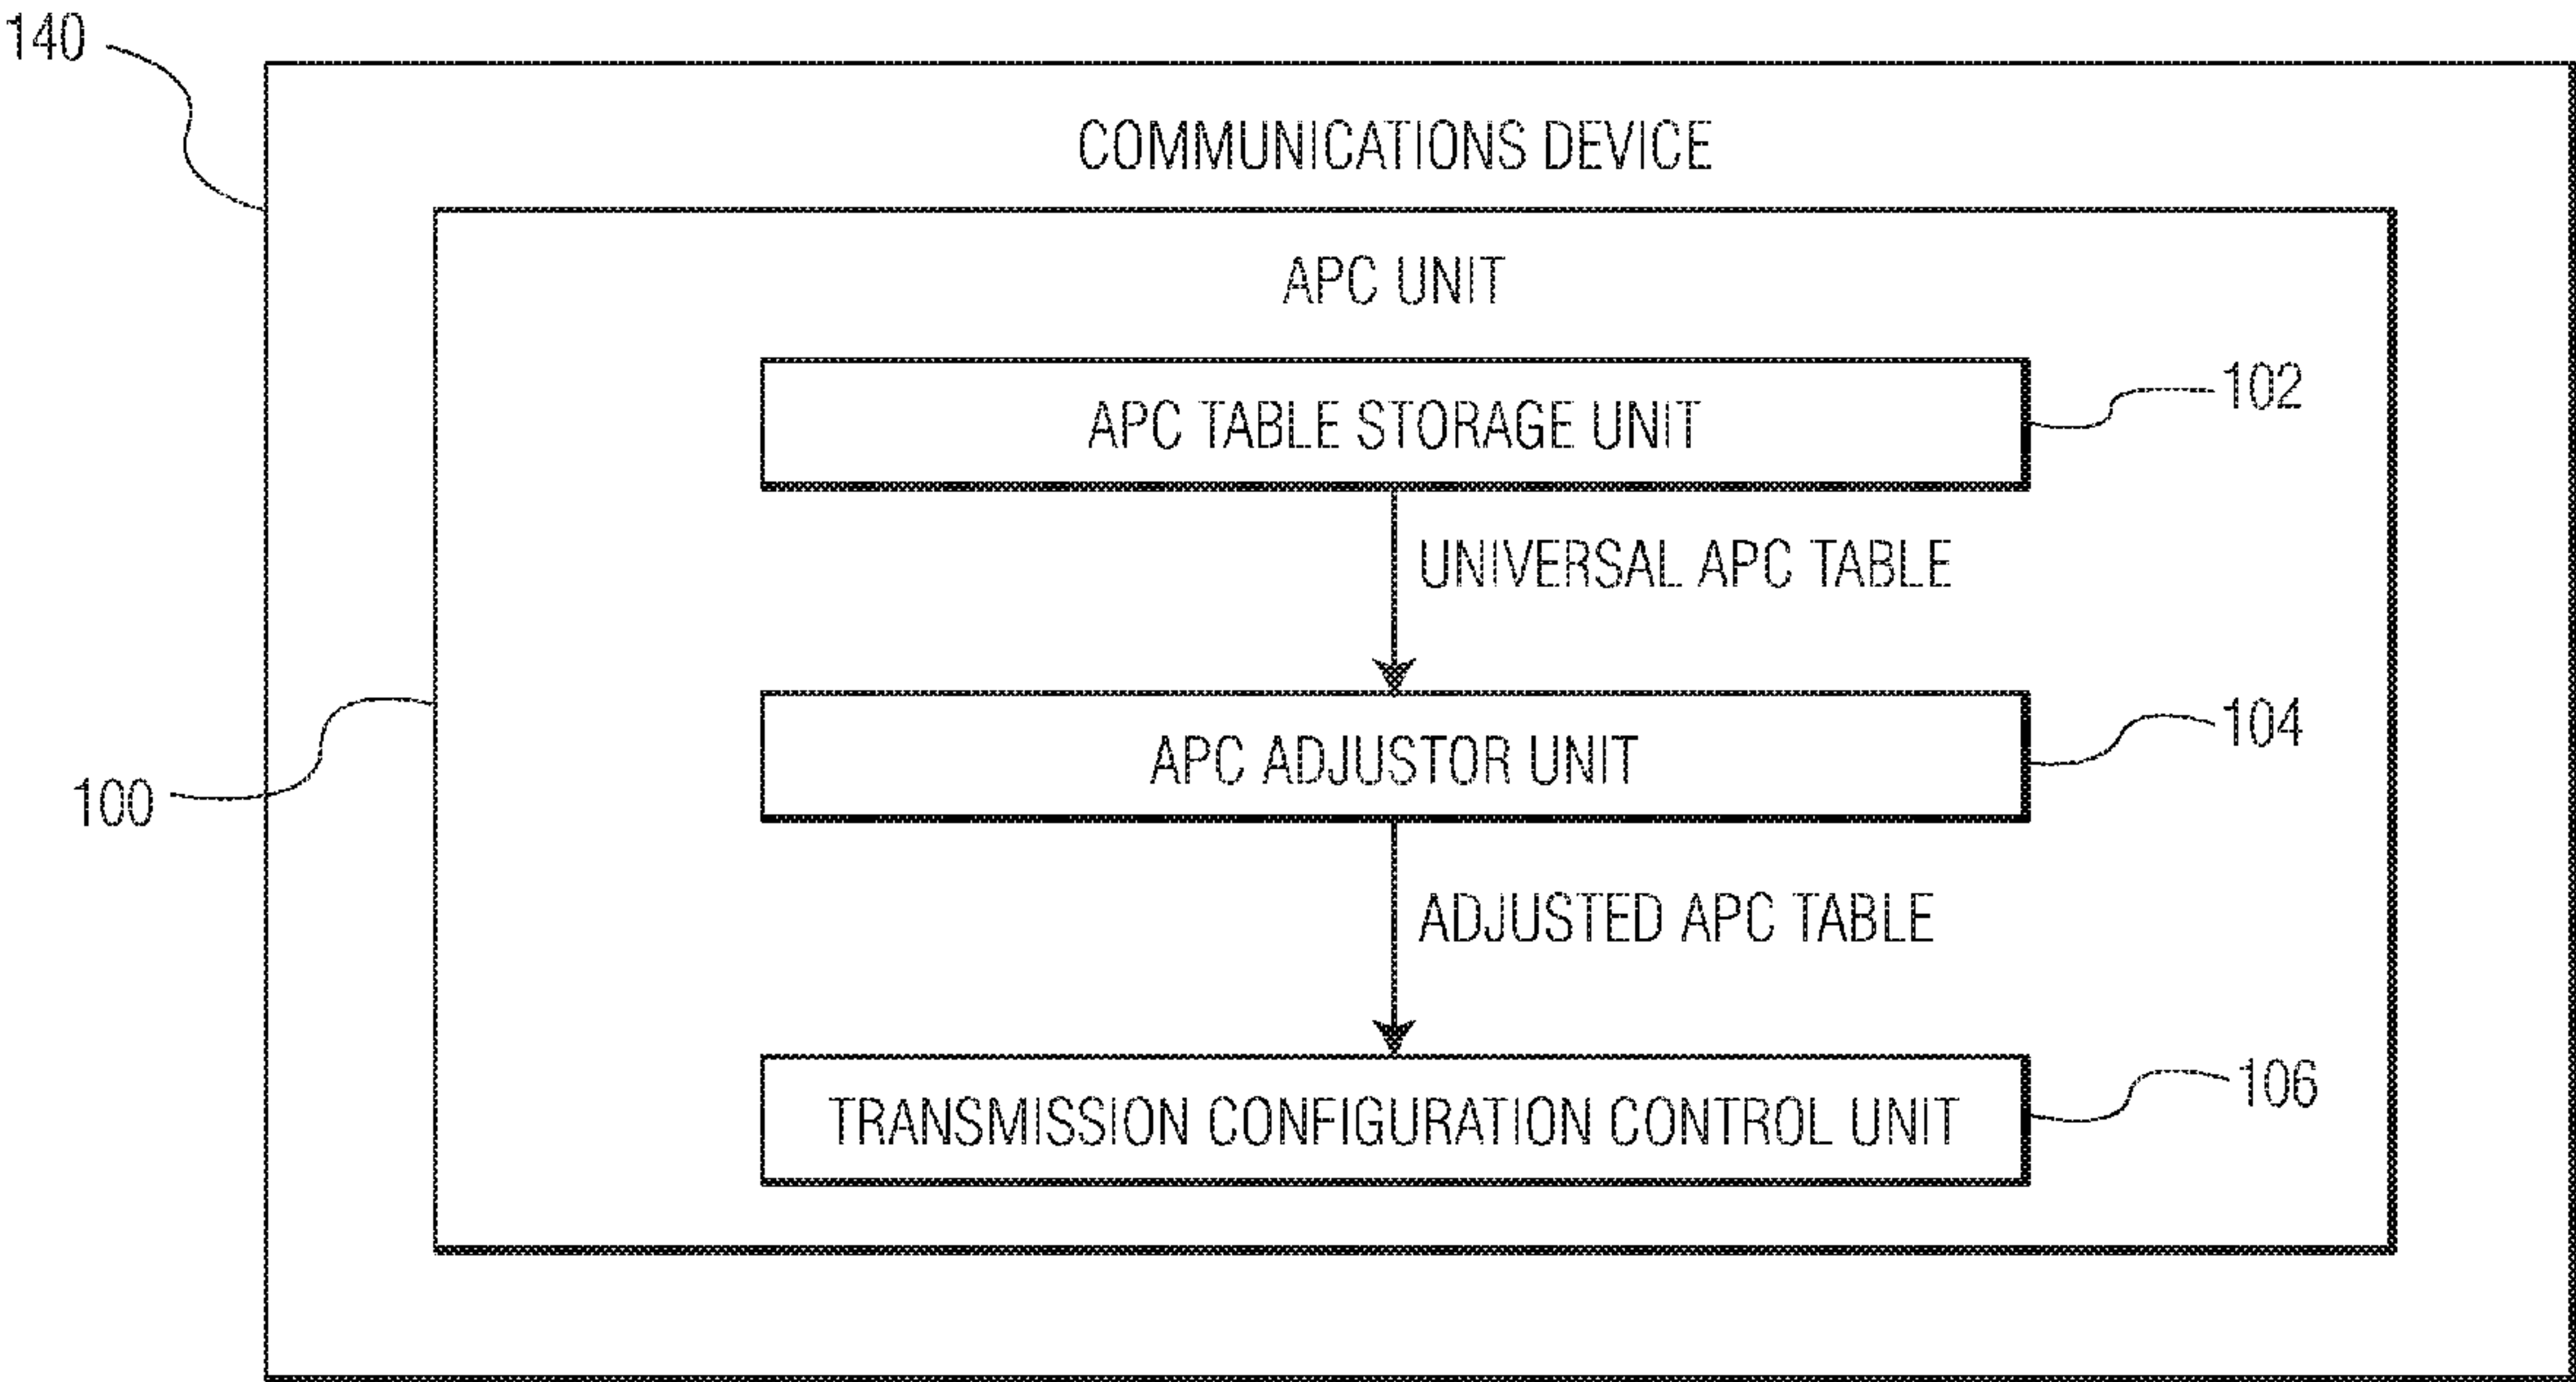 140
COMMUNICATIONS DEVICE
APC UNIT
APC TABLE STORAGE UNIT
102
UNIVERSAL APC TABLE
APC ADJUSTOR UNIT
104
100
ADJUSTED APC TABLE
TRANSMISSION CONFIGURATION CONTROL UNIT
106